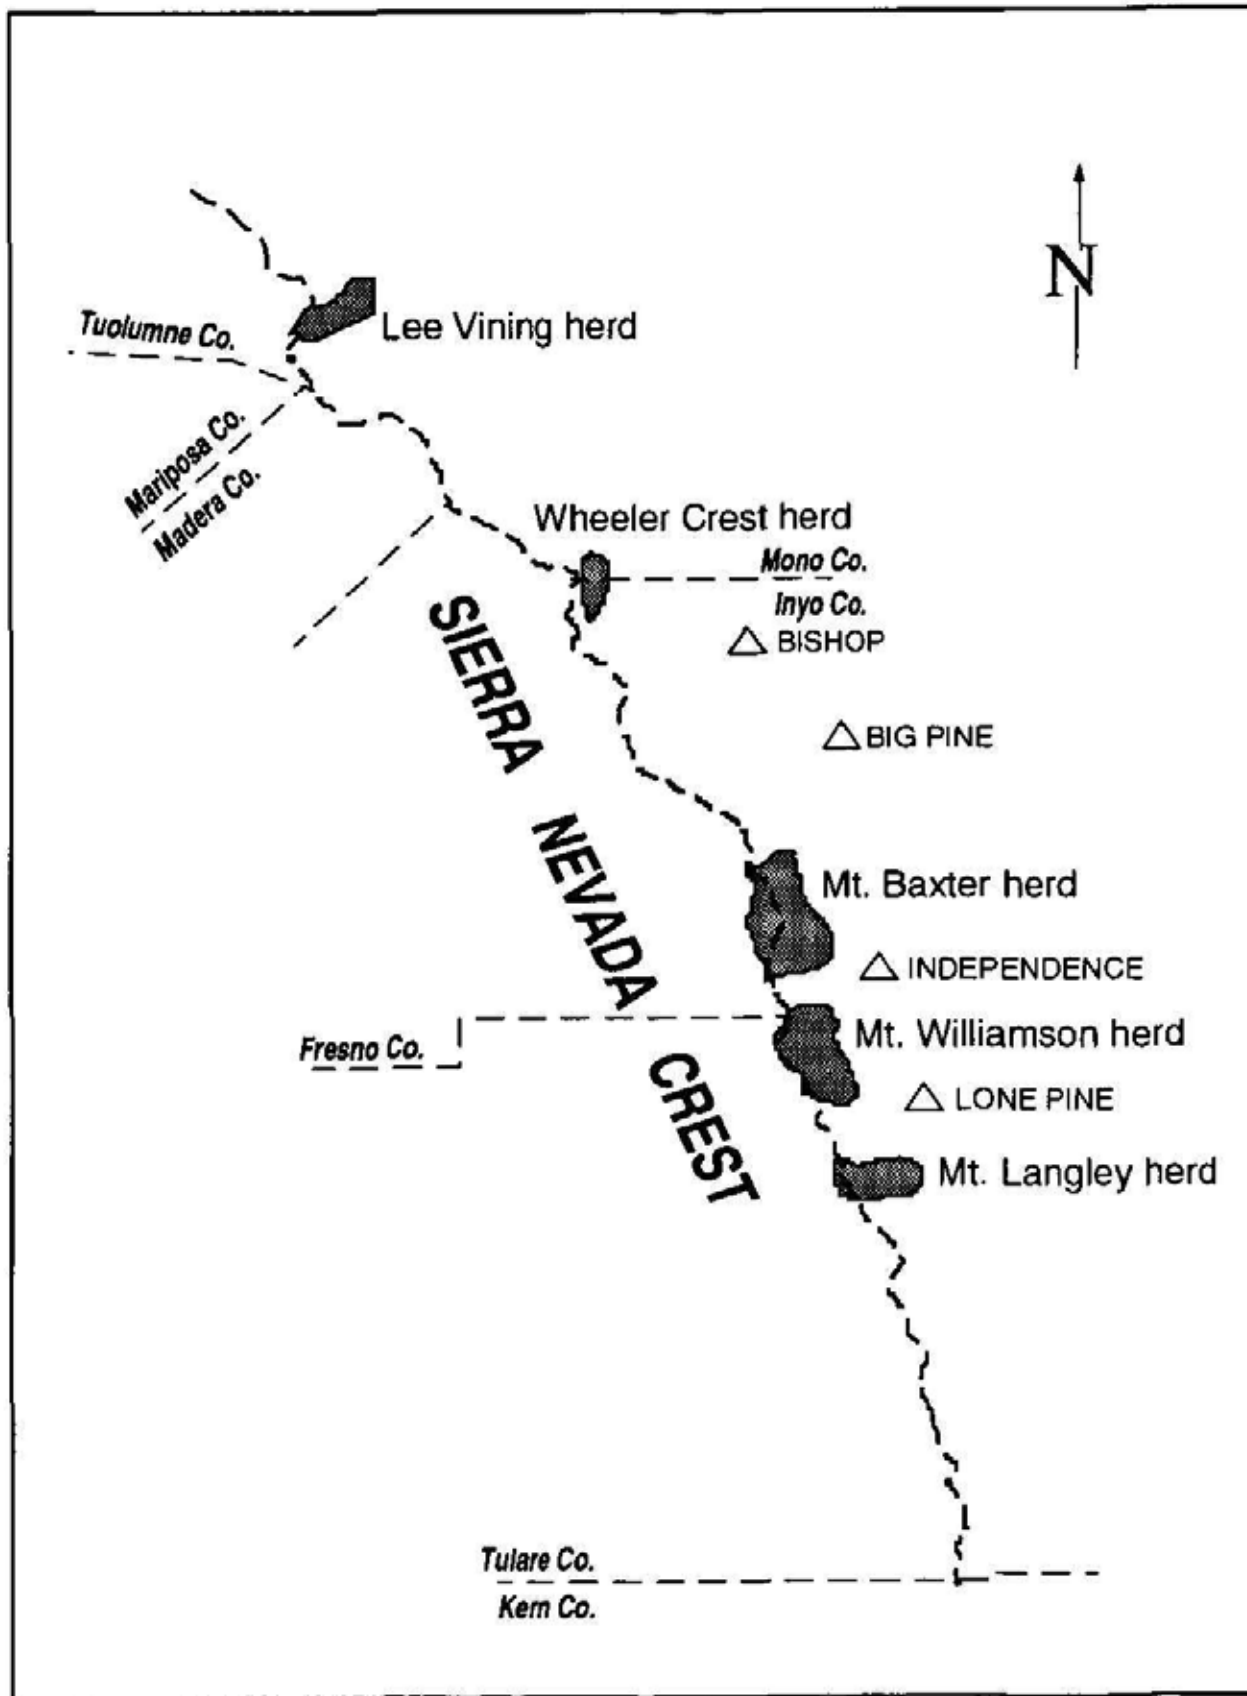 N
Lee Vining herd
Tuolumne Co.
Mariposa Co.
Madera Co.
Wheeler Crest herd
Mono Co.
Inyo Co.
BISHOP
BIG PINE
SIERRA NEVADA CREST
Mt. Baxter herd
INDEPENDENCE
Mt. Williamson herd
Fresno Co.
LONE PINE
Mt. Langley herd
Tulare Co.
Kern Co.